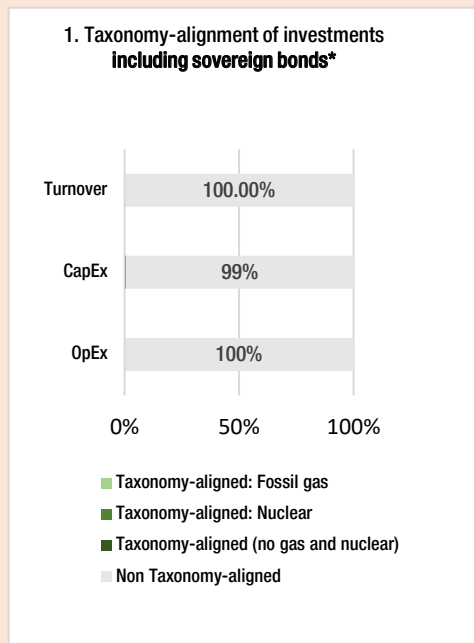 1. Taxonomy-alignment of investments
including sovereign bonds*
Turnover
100.00%
CapEx
99%
OpEx
100%
0% 50% 100%
Taxonomy-aligned: Fossil gas
Taxonomy-aligned: Nuclear
Taxonomy-aligned (no gas and nuclear)
Non Taxonomy-aligned